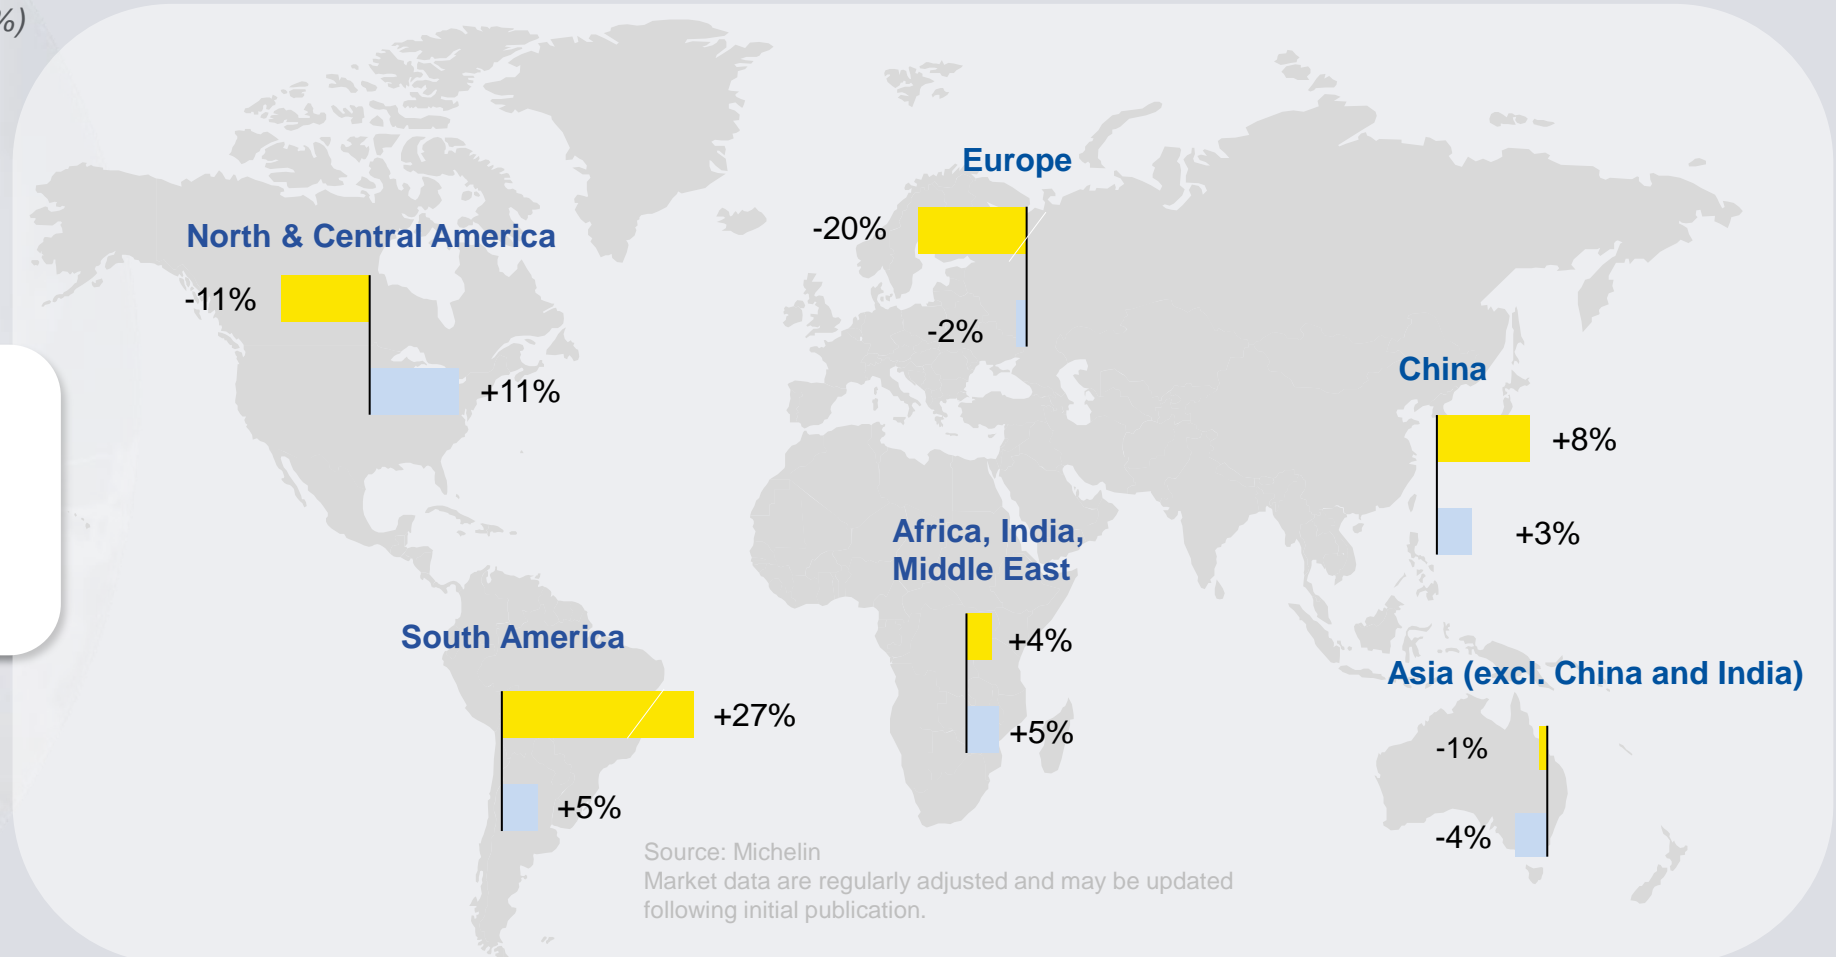 %)
Europe
-20%
-2%
North & Central America
-11%
+11%
China
+8%
+3%
Africa, India,
Middle East
+4%
+5%
South America
+27%
+5%
Asia (excl. China and India)
-1%
-4%
Source: Michelin
Market data are regularly adjusted and may be updated
following initial publication.